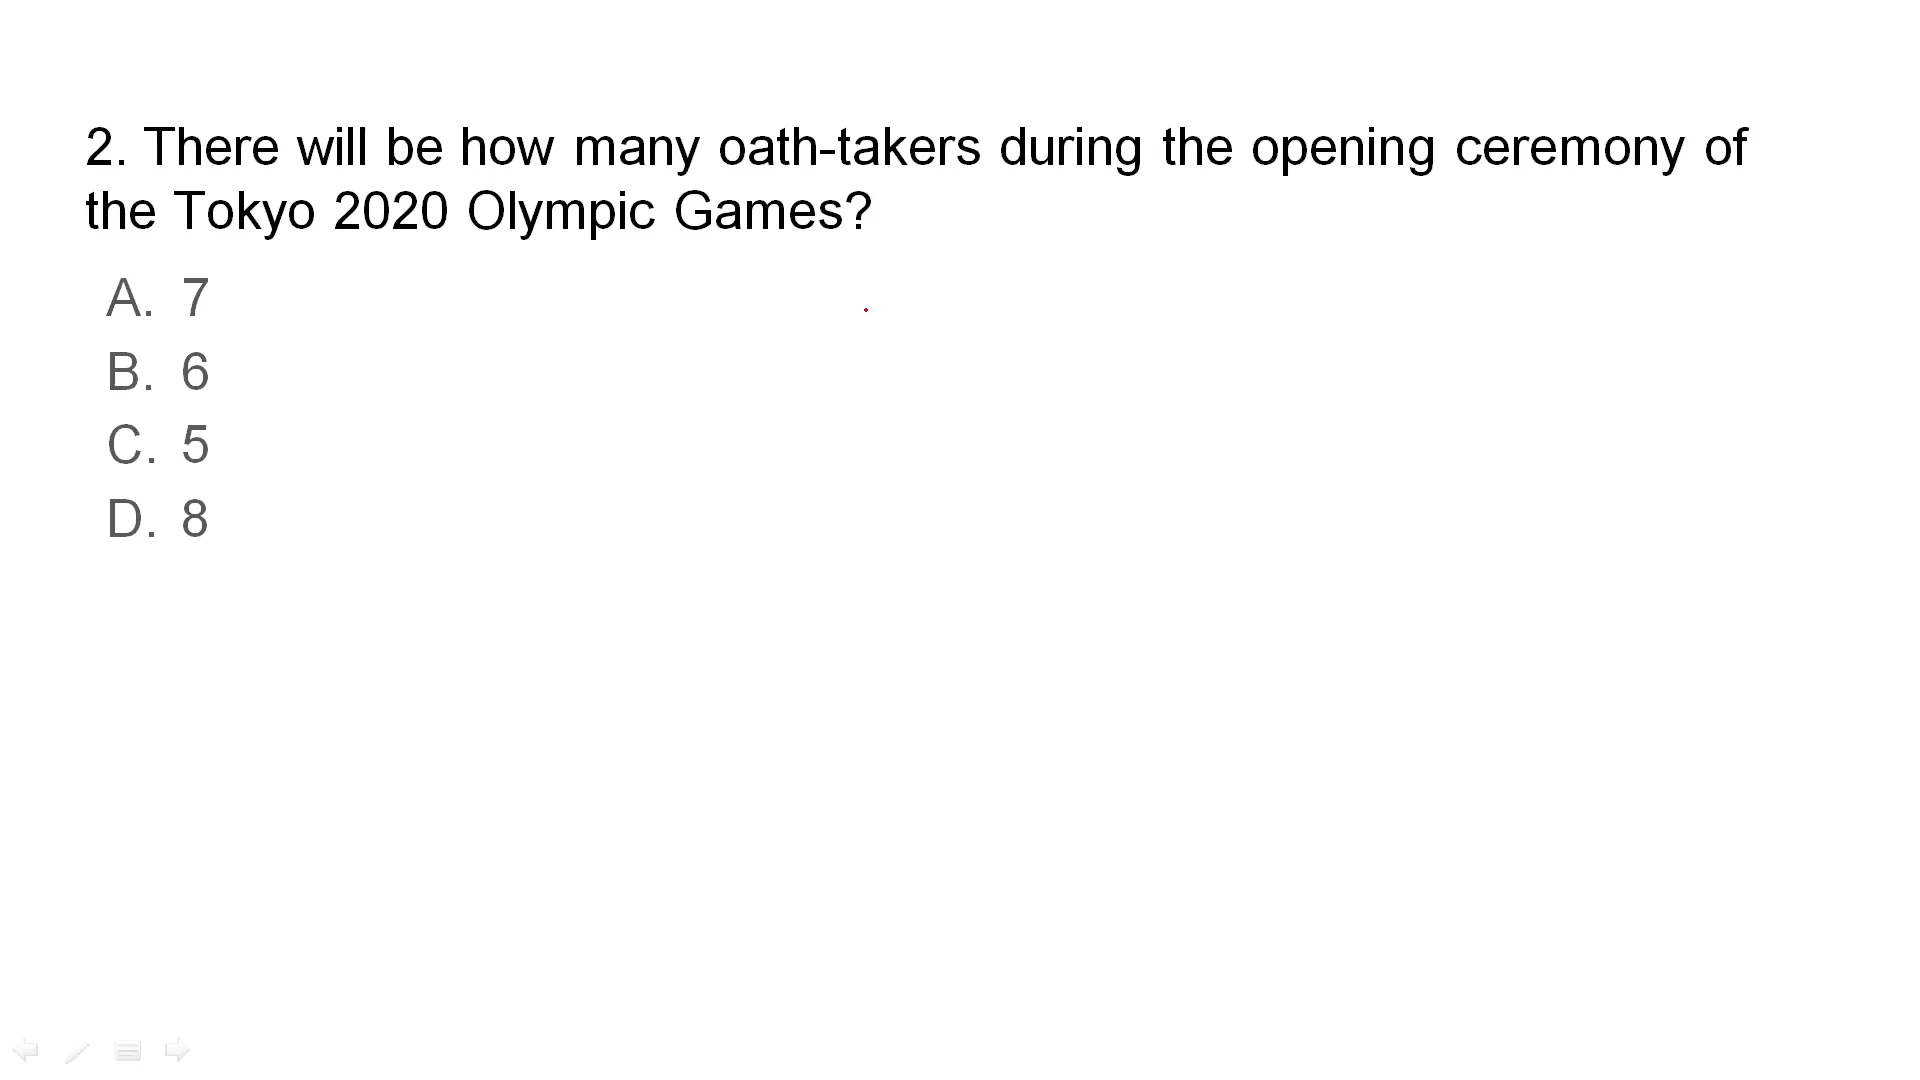 2. There will be how many oath-takers during the opening ceremony of
the Tokyo 2020 Olympic Games?
A. 7
B. 6
C. 5
D. 8